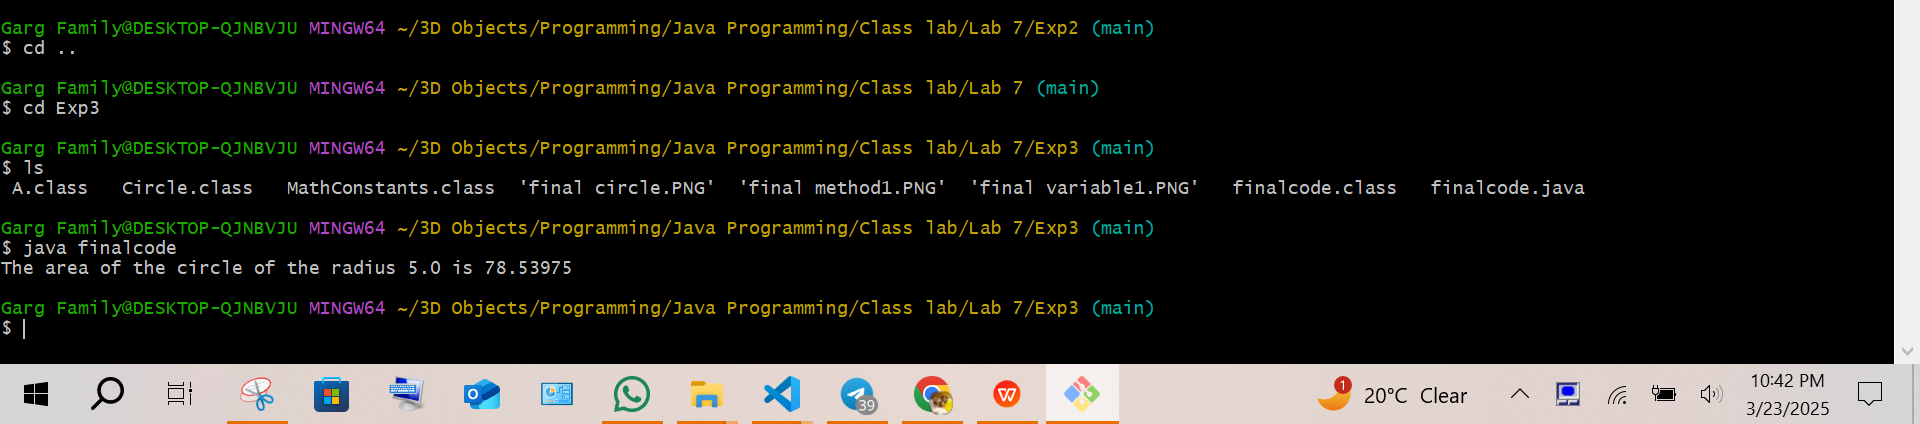 Garg Family@DESKTOP-QJNBVJU MINGW64 ~/3D Objects/Programming/Java Programming/Class lab/Lab 7/Exp2 (main)
$ cd ..
Garg Family@DESKTOP-QJNBVJU MINGW64 ~/3D Objects/Programming/Java Programming/Class lab/Lab 7 (main)
$ cd Exp3
Garg Family@DESKTOP-QJNBVJU MINGW64 ~/3D Objects/Programming/Java Programming/Class lab/Lab 7/Exp3 (main)
$ ls
A.class   Circle.class   MathConstants.class  'final circle.PNG'  'final method1.PNG'  'final variable1.PNG'   finalcode.class   finalcode.java
Garg Family@DESKTOP-QJNBVJU MINGW64 ~/3D Objects/Programming/Java Programming/Class lab/Lab 7/Exp3 (main)
$ java finalcode
The area of the circle of the radius 5.0 is 78.53975
Garg Family@DESKTOP-QJNBVJU MINGW64 ~/3D Objects/Programming/Java Programming/Class lab/Lab 7/Exp3 (main)
$
39
W
1
20°C Clear
10:42 PM
3/23/2025